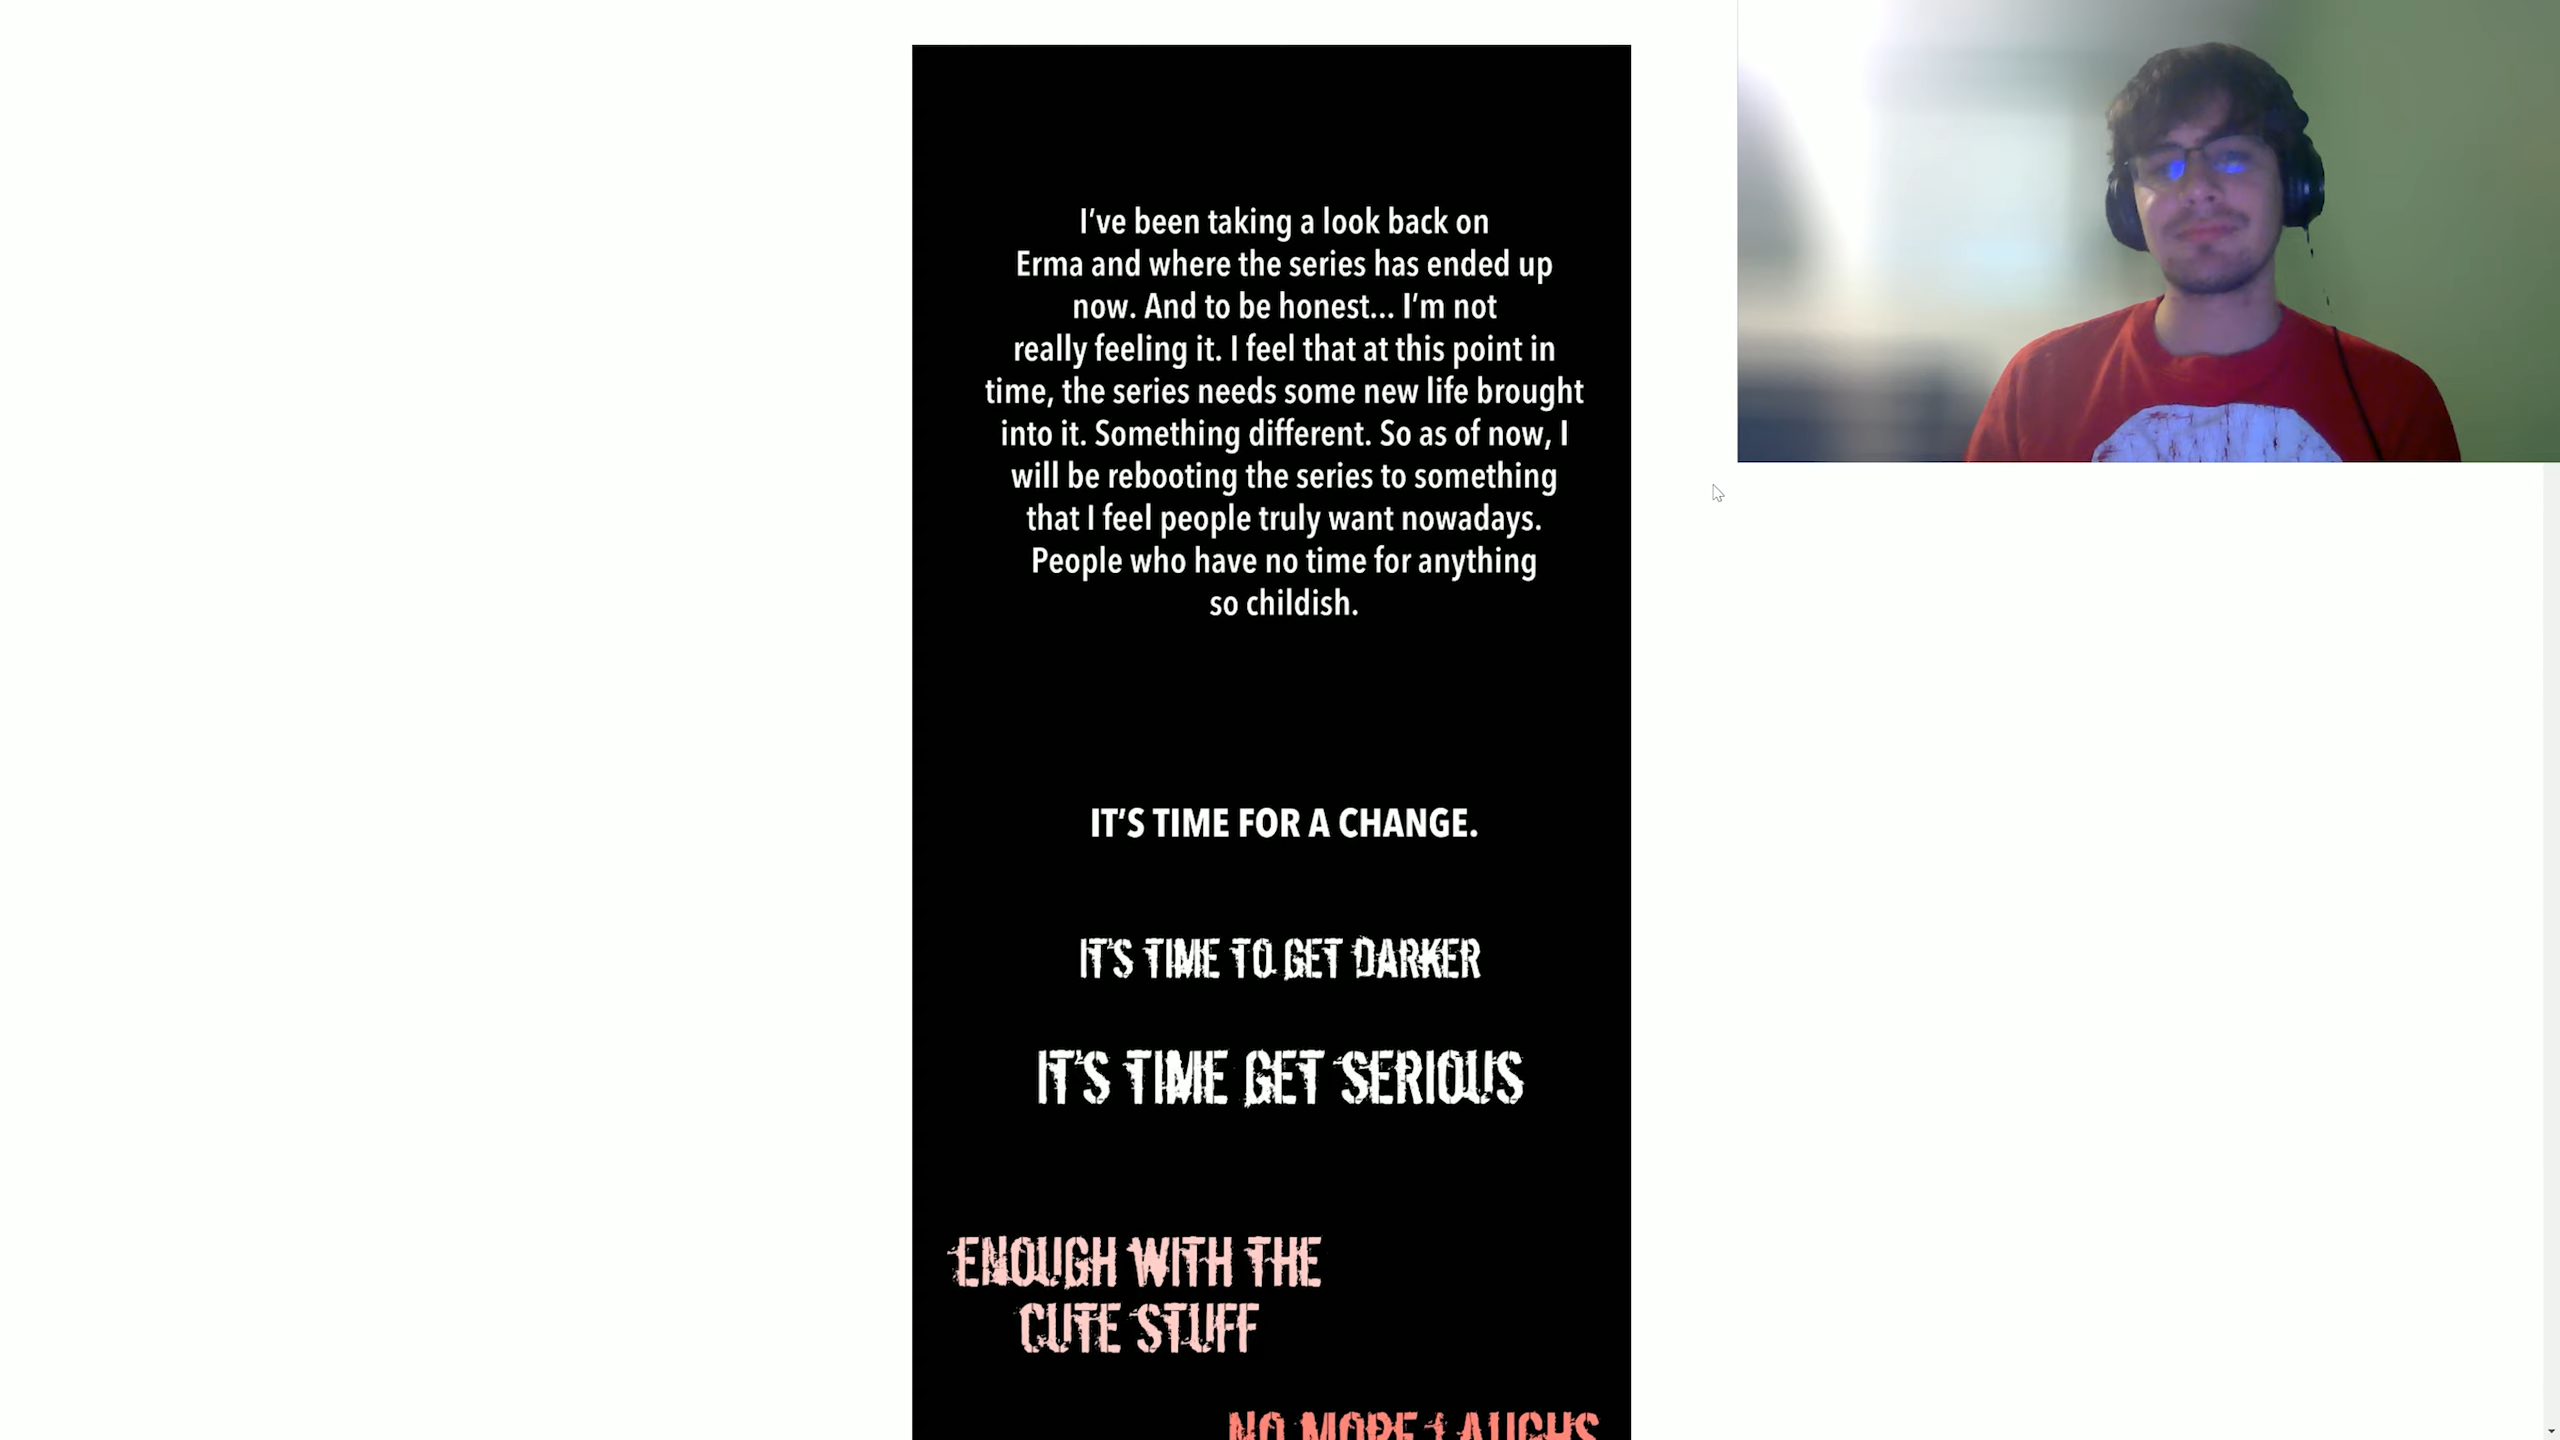 I’ve been taking a look back on
Erma and where the series has ended up
now. And to be honest... I’m not
really feeling it. I feel that at this point in
time, the series needs some new life brought
into it. Something different. So as of now, I
will be rebooting the series to something
that I feel people truly want nowadays.
People who have no time for anything
so childish.
IT’S TIME FOR A CHANGE.
IT'S TIME TO GET DARKER
IT'S TIME GET SERIOUS
ENOUGH WITH THE
CUTE STUFF
NO MORE LAUGHS